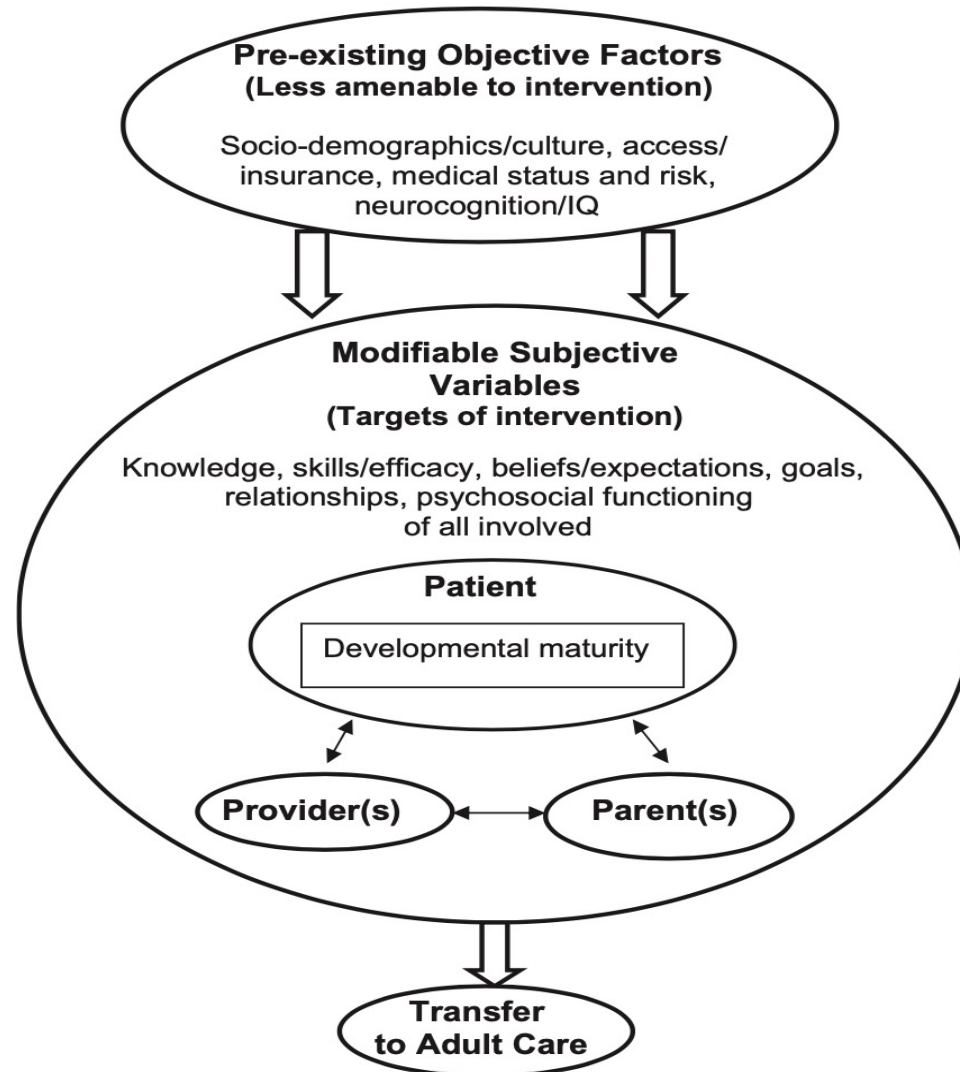 Pre-existing Objective Factors
(Less amenable to intervention)
Socio-demographics/culture, access/
insurance, medical status and risk,
neurocognition/IQ
Modifiable Subjective
Variables
(Targets of intervention)
Knowledge, skills/efficacy, beliefs/expectations, goals,
relationships, psychosocial functioning
of all involved
Patient
Developmental maturity
Provider(s)
Parent(s)
Transfer
to Adult Care